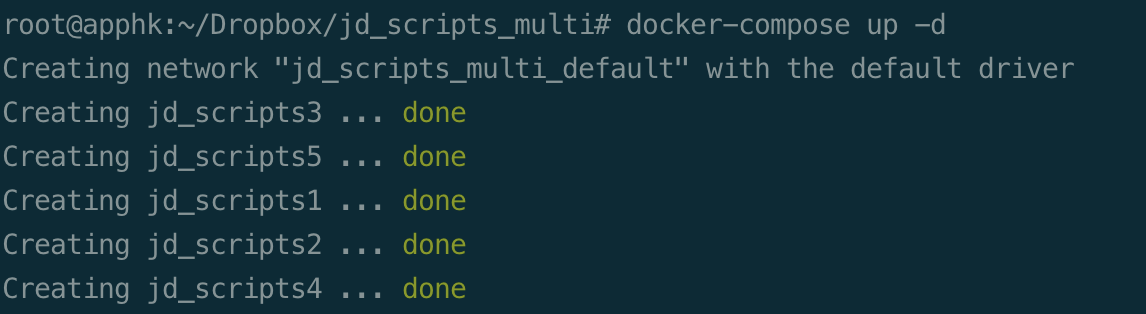 root@apphk:~/Dropbox/jd_scripts_multi# docker-compose up -d
Creating network "jd_scripts_multi_default" with the default driver
Creating jd_scripts3 ... done
Creating jd_scripts5 ... done
Creating jd_scripts1 ... done
Creating jd_scripts2 ... done
Creating jd_scripts4 ... done